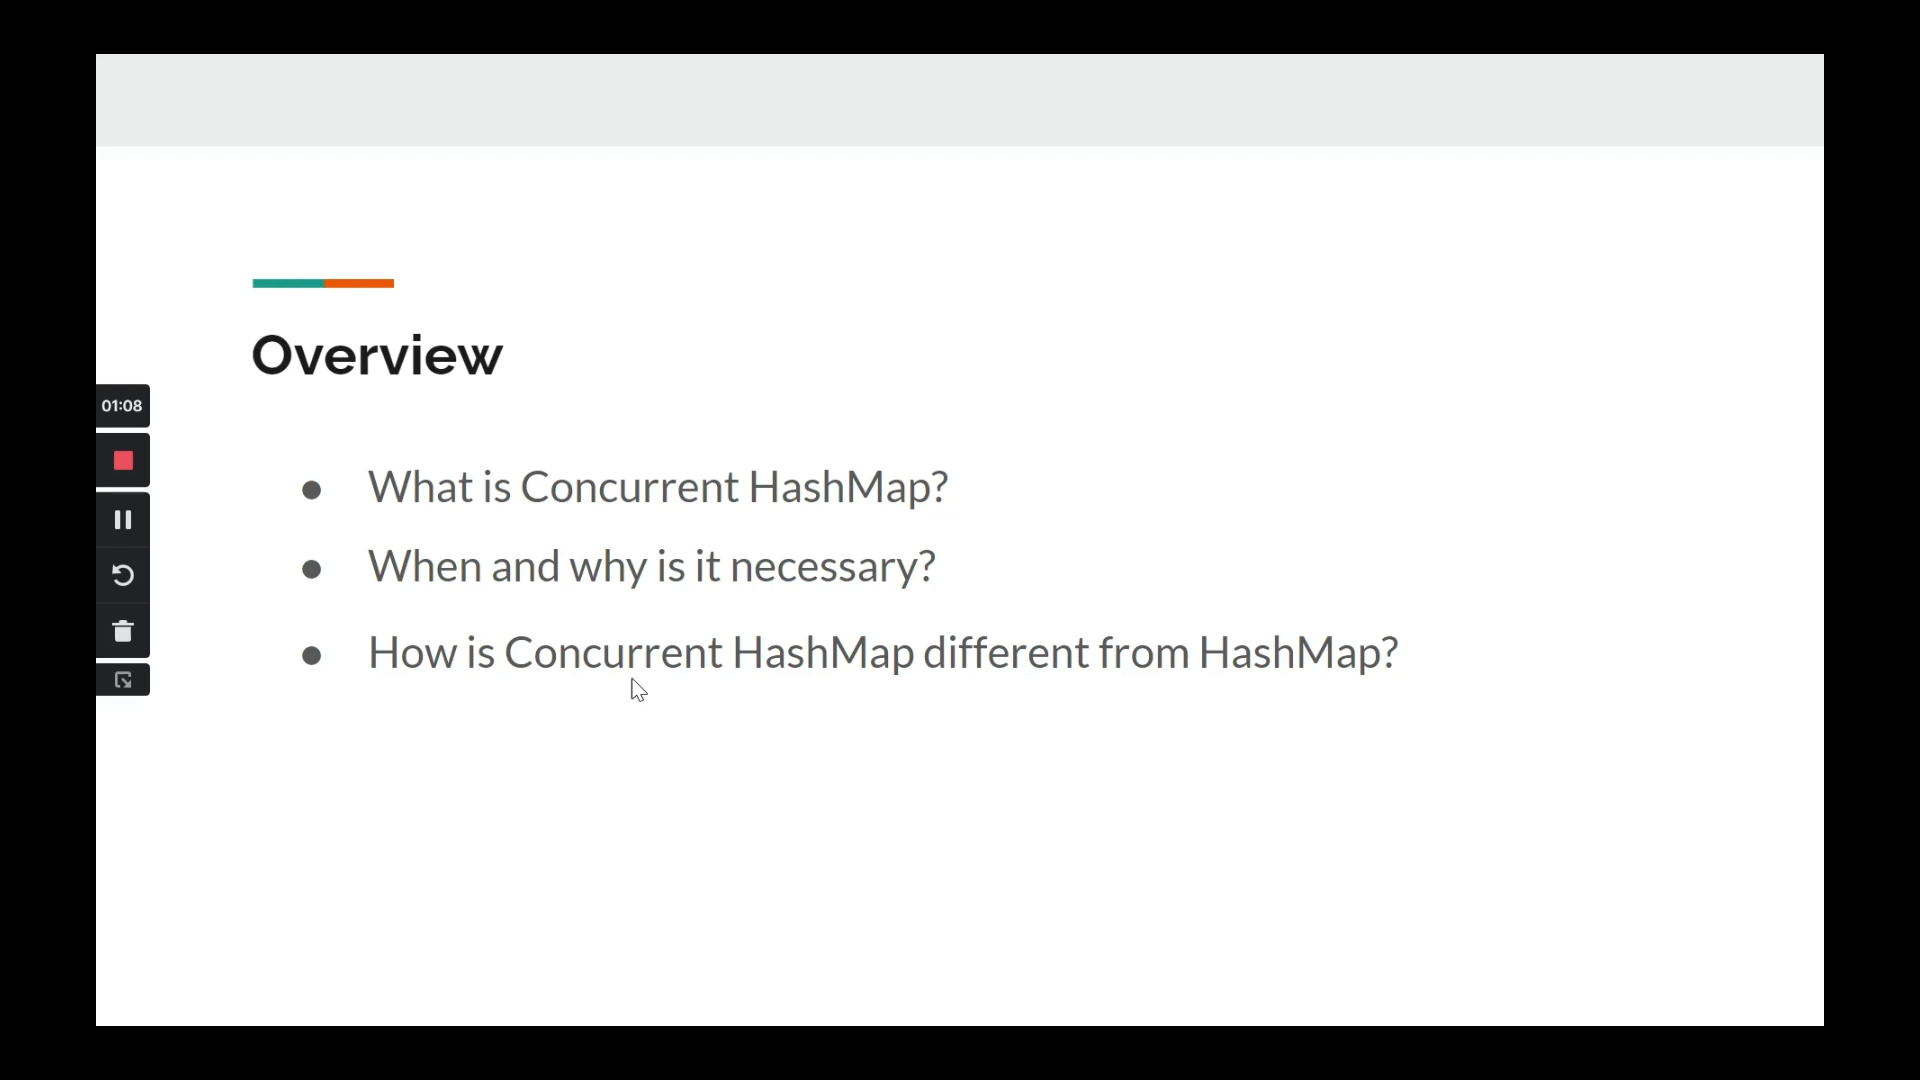 Overview
01:08
● What is Concurrent HashMap?
● When and why is it necessary?
● How is Concurrent HashMap different from HashMap?